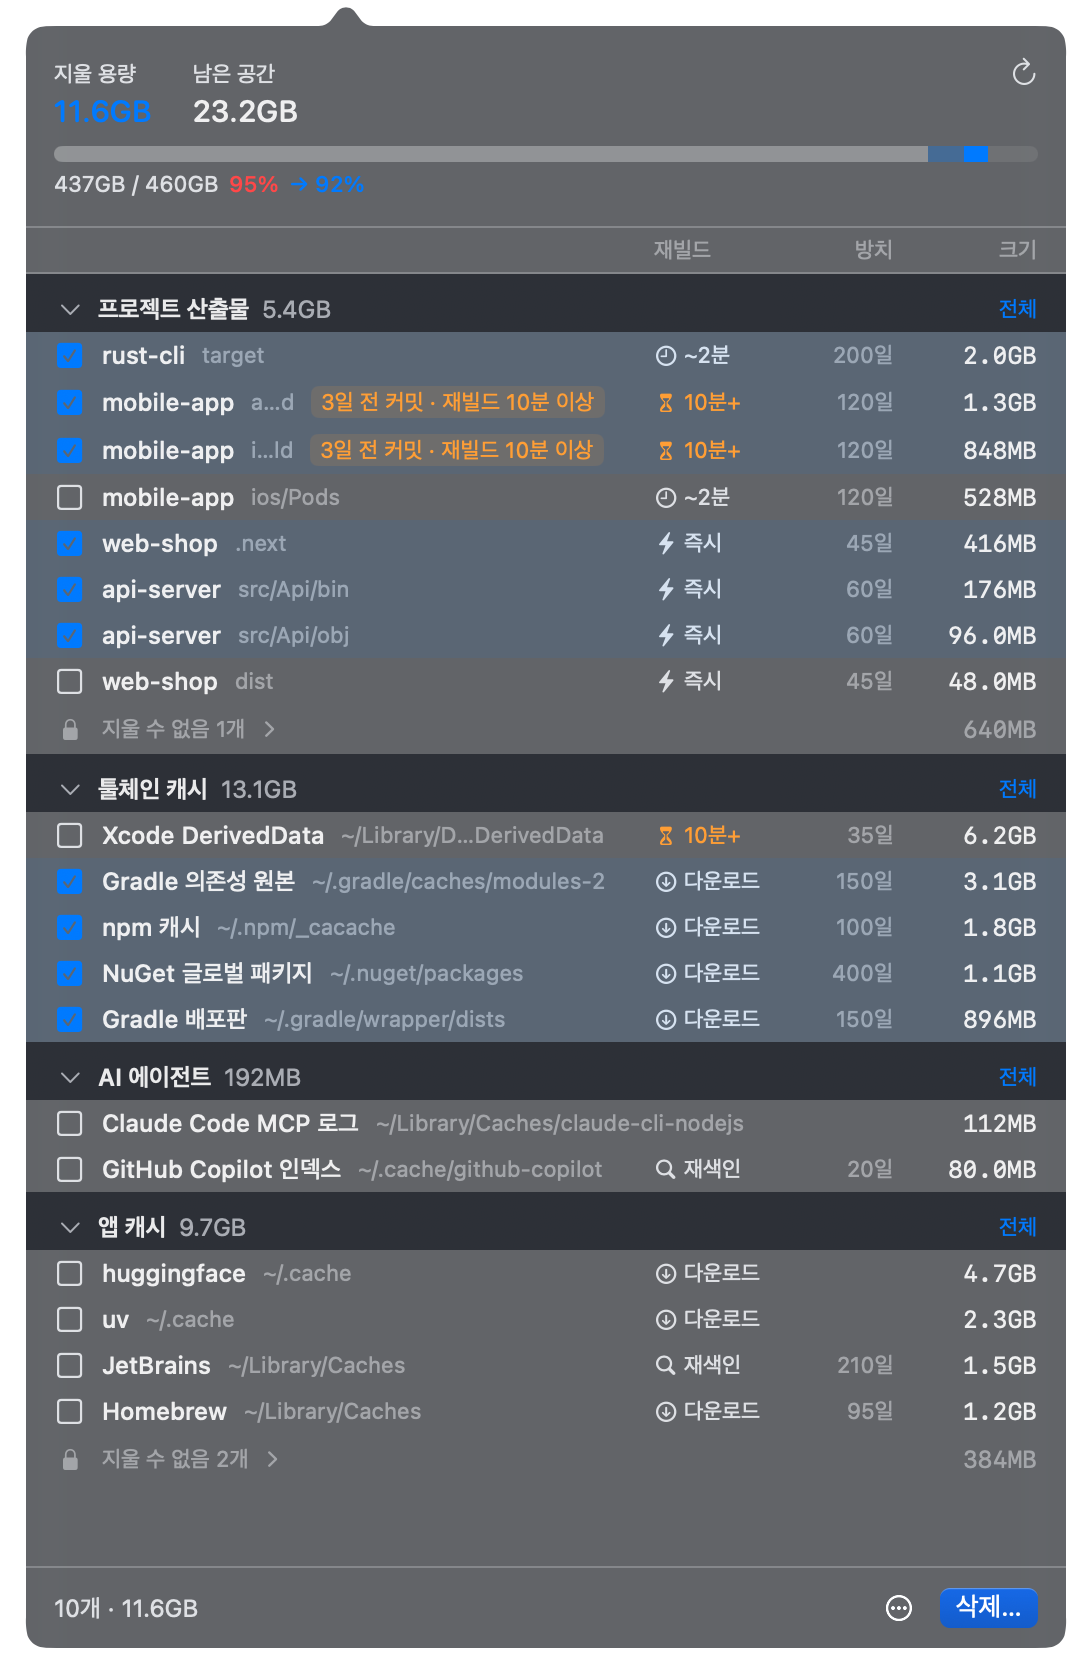 지울 용량 남은 공간
11.6GB 23.2GB
437GB / 460GB 95% → 92%
재빌드 방치 크기
프로젝트 산출물 5.4GB 전체
rust-cli target ~2분 200일 2.0GB
mobile-app a...d 3일 전 커밋 · 재빌드 10분 이상 10분+ 120일 1.3GB
mobile-app i...ld 3일 전 커밋 · 재빌드 10분 이상 10분+ 120일 848MB
mobile-app ios/Pods ~2분 120일 528MB
web-shop .next 즉시 45일 416MB
api-server src/Api/bin 즉시 60일 176MB
api-server src/Api/obj 즉시 60일 96.0MB
web-shop dist 즉시 45일 48.0MB
지울 수 없음 1개 640MB
툴체인 캐시 13.1GB 전체
Xcode DerivedData ~/Library/D...DerivedData 10분+ 35일 6.2GB
Gradle 의존성 원본 ~/.gradle/caches/modules-2 다운로드 150일 3.1GB
npm 캐시 ~/.npm/_cacache 다운로드 100일 1.8GB
NuGet 글로벌 패키지 ~/.nuget/packages 다운로드 400일 1.1GB
Gradle 배포판 ~/.gradle/wrapper/dists 다운로드 150일 896MB
AI 에이전트 192MB 전체
Claude Code MCP 로그 ~/Library/Caches/claude-cli-nodejs 112MB
GitHub Copilot 인덱스 ~/.cache/github-copilot 재색인 20일 80.0MB
앱 캐시 9.7GB 전체
huggingface ~/.cache 다운로드 4.7GB
uv ~/.cache 다운로드 2.3GB
JetBrains ~/Library/Caches 재색인 210일 1.5GB
Homebrew ~/Library/Caches 다운로드 95일 1.2GB
지울 수 없음 2개 384MB
10개 · 11.6GB 삭제...